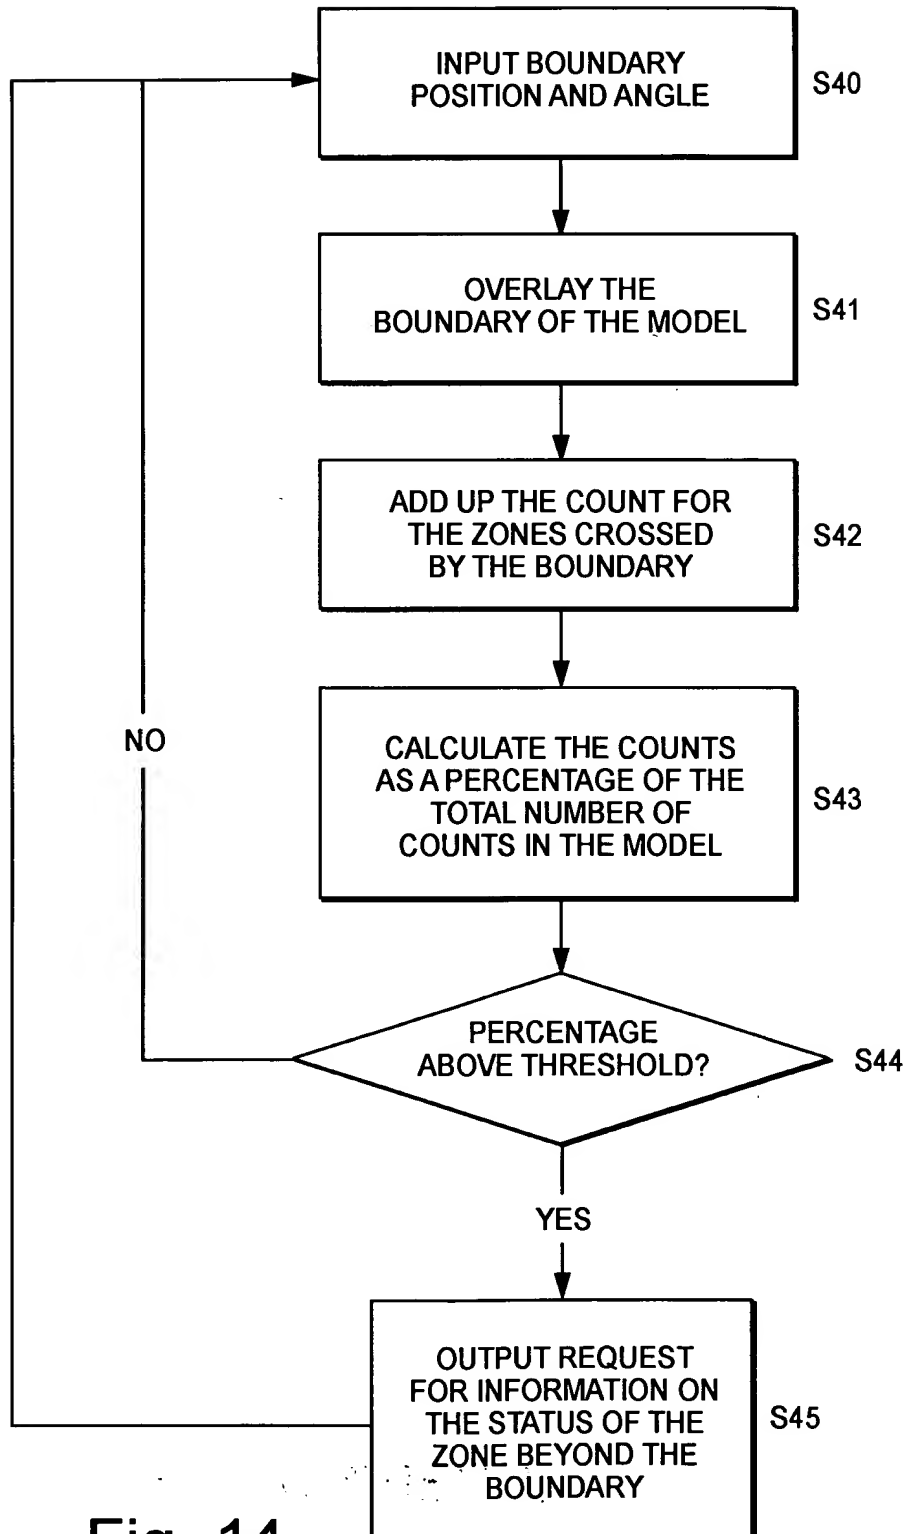 INPUT BOUNDARY
POSITION AND ANGLE
S40
OVERLAY THE
BOUNDARY OF THE MODEL
S41
ADD UP THE COUNT FOR
THE ZONES CROSSED
BY THE BOUNDARY
S42
CALCULATE THE COUNTS
AS A PERCENTAGE OF THE
TOTAL NUMBER OF
COUNTS IN THE MODEL
S43
NO
PERCENTAGE
ABOVE THRESHOLD?
S44
YES
OUTPUT REQUEST
FOR INFORMATION ON
THE STATUS OF THE
ZONE BEYOND THE
BOUNDARY
S45
Fig. 14